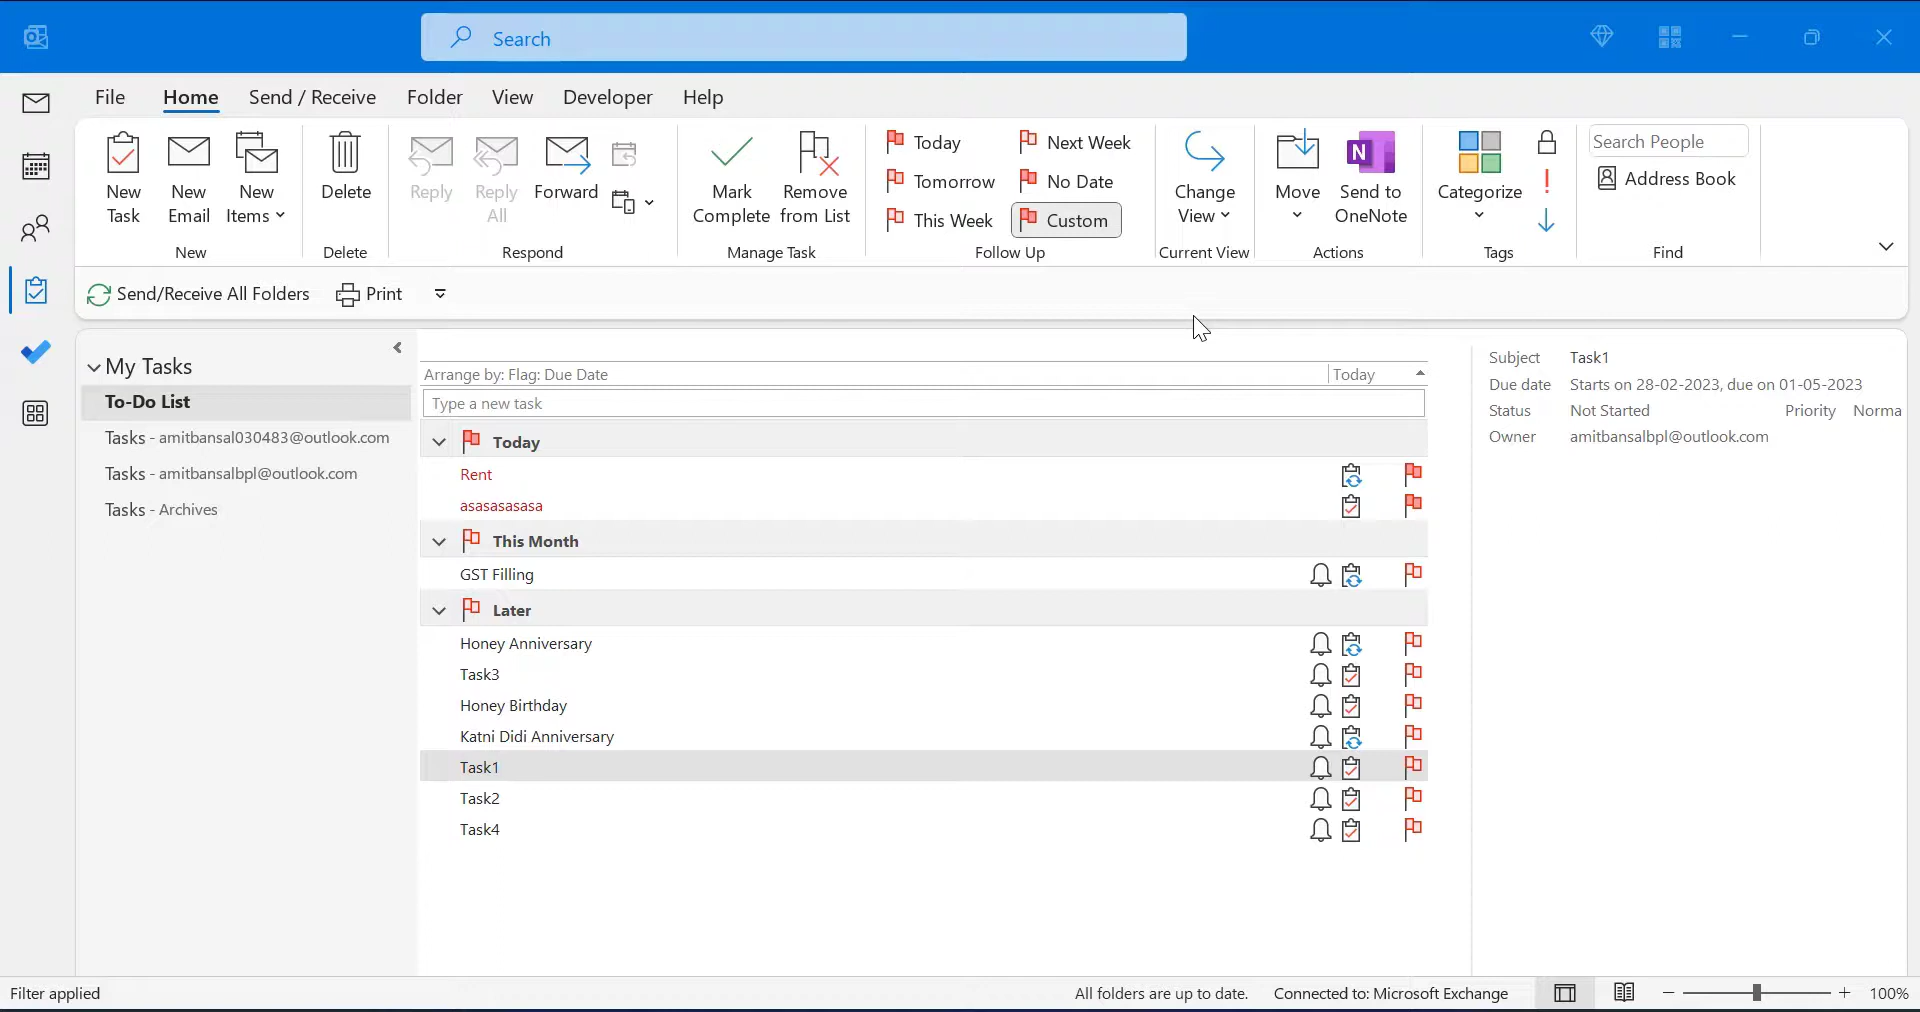 Search
File Home Send / Receive Folder View Developer Help
New Task
New Email
New Items
New
Delete
Delete
Reply
Reply All
Forward
Respond
Mark Complete
Remove from List
Manage Task
Today
Tomorrow
This Week
Next Week
No Date
Custom
Follow Up
Change View
Current View
Move
Send to OneNote
Actions
Categorize
Tags
Search People
Address Book
Find
Send/Receive All Folders Print
My Tasks
To-Do List
Tasks - amitbansal030483@outlook.com
Tasks - amitbansalbpl@outlook.com
Tasks - Archives
Arrange by: Flag: Due Date Today
Type a new task
Today
Rent
asasasasasa
This Month
GST Filling
Later
Honey Anniversary
Task3
Honey Birthday
Katni Didi Anniversary
Task1
Task2
Task4
Subject Task1
Due date Starts on 28-02-2023, due on 01-05-2023
Status Not Started Priority Norma
Owner amitbansalbpl@outlook.com
Filter applied All folders are up to date. Connected to: Microsoft Exchange 100%